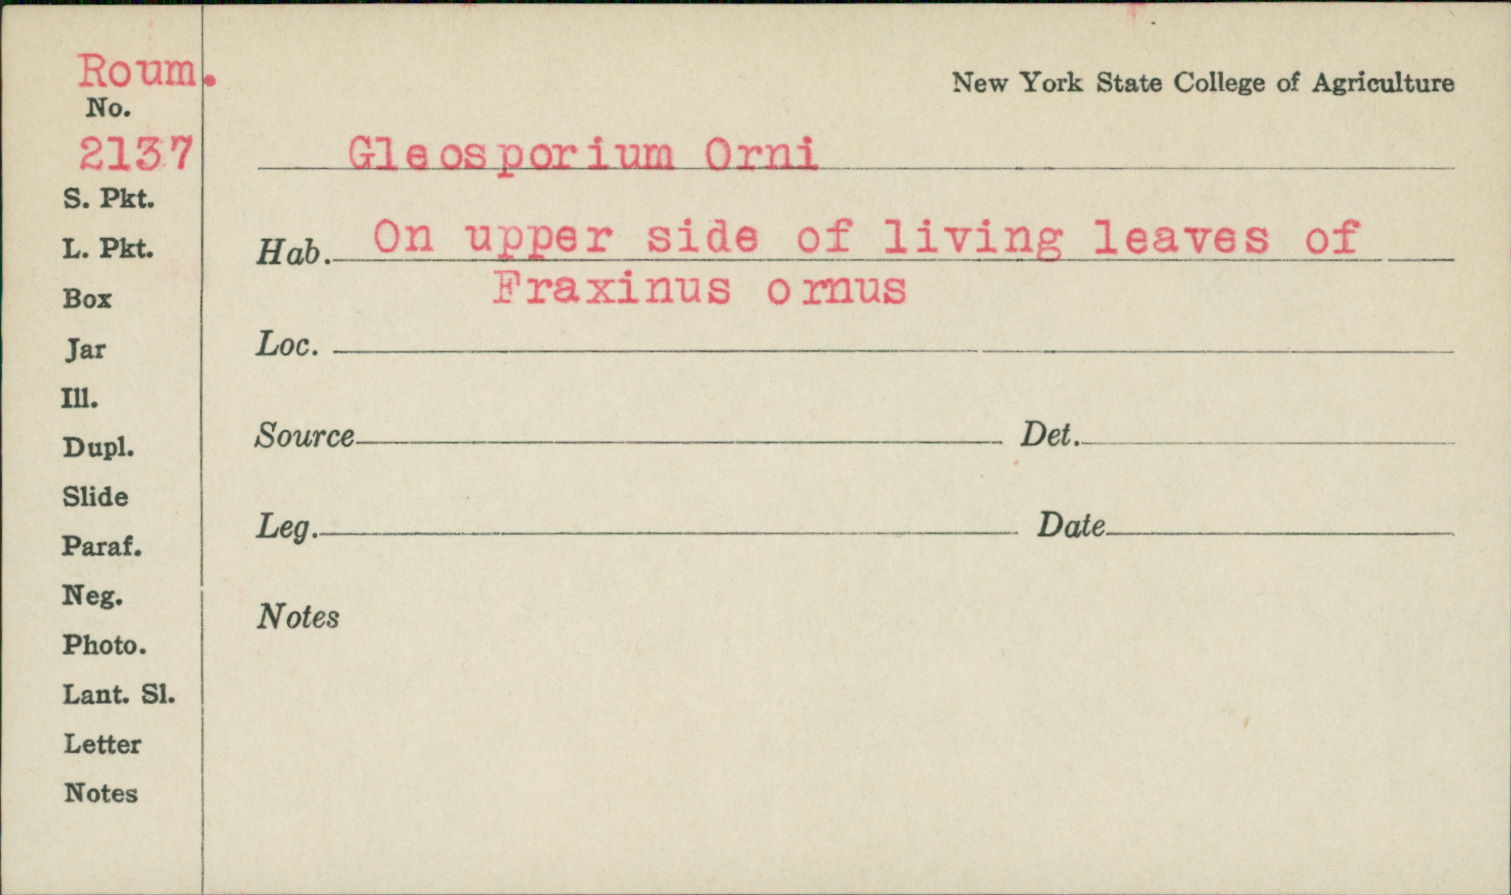 Roum.
No.
2137
S. Pkt.
L. Pkt.
Box
Jar
Ill.
Dupl.
Slide
Paraf.
Neg.
Photo.
Lant. Sl.
Letter
Notes
New York State College of Agriculture
Gleosporium Orni
Hab. On upper side of living leaves of
Fraxinus ornus
Loc.
Source Det.
Leg. Date
Notes